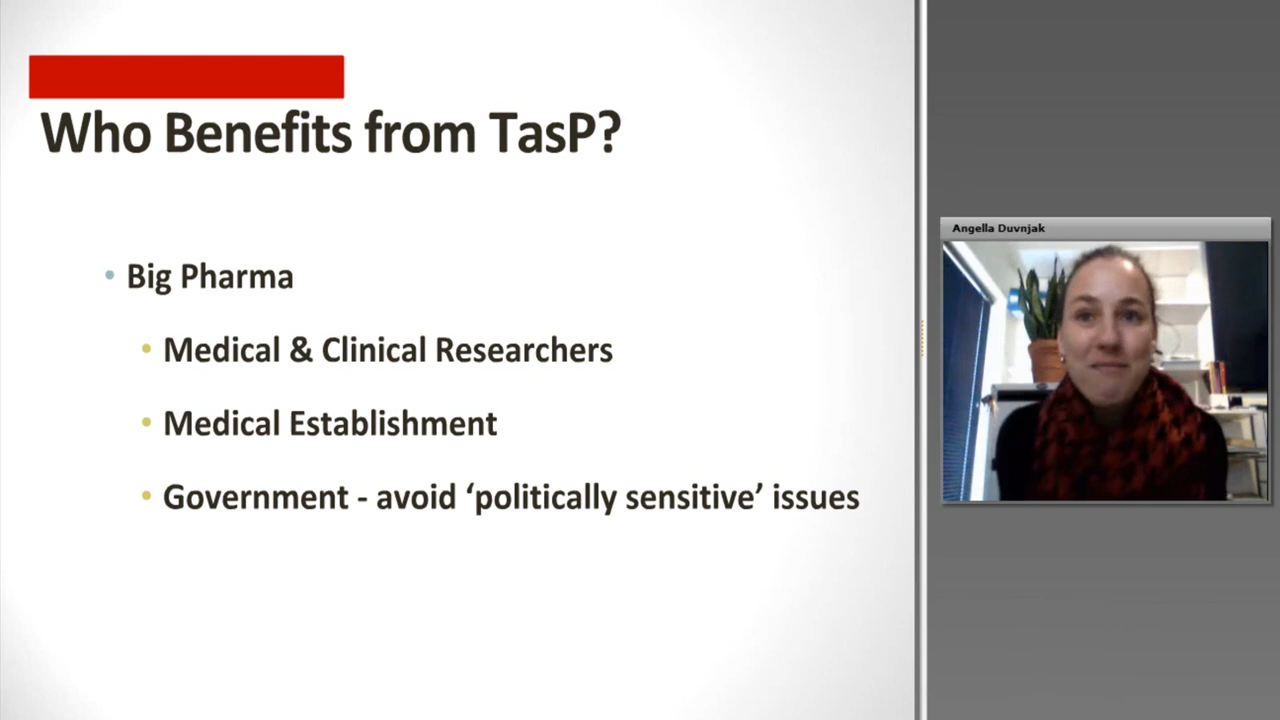 Who Benefits from TasP?
• Big Pharma
• Medical & Clinical Researchers
• Medical Establishment
• Government - avoid ‘politically sensitive’ issues
Angella Duvnjak